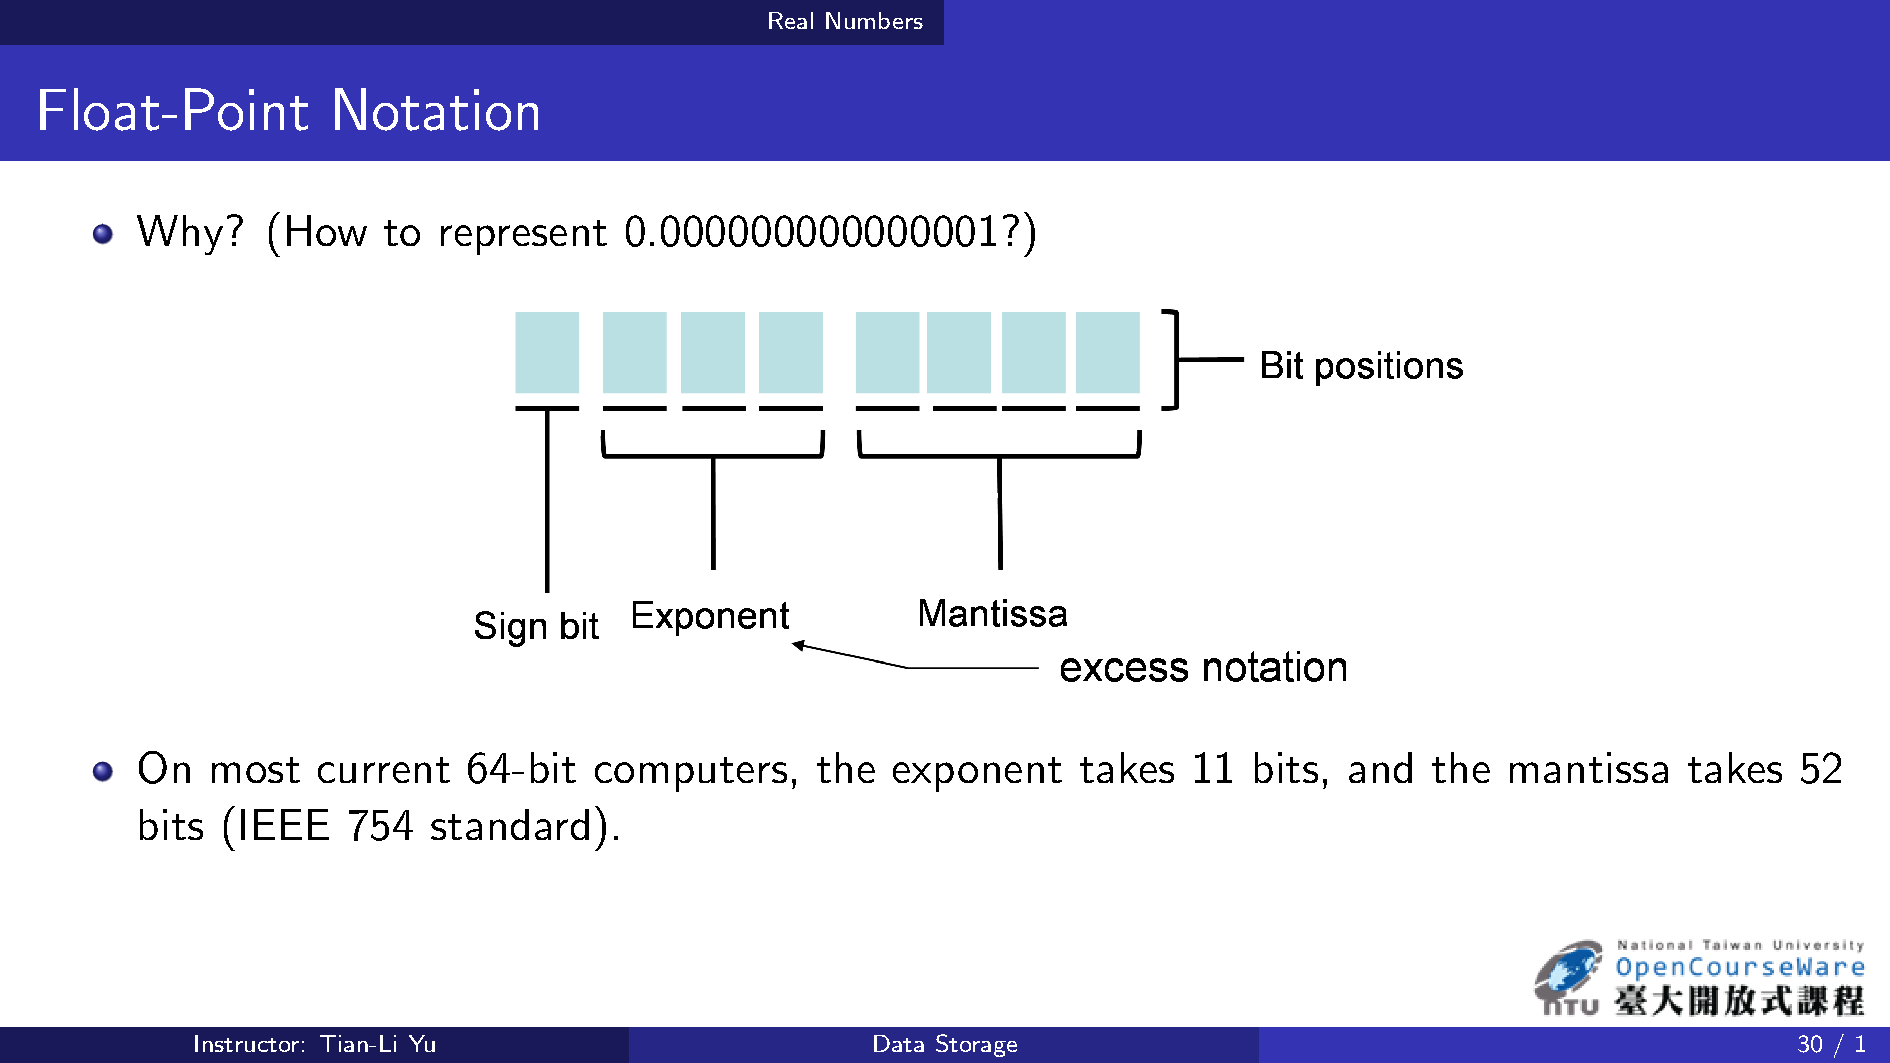 Real Numbers
Float-Point Notation
Why? (How to represent 0.000000000000001?)
Bit positions
Sign bit Exponent Mantissa
excess notation
On most current 64-bit computers, the exponent takes 11 bits, and the mantissa takes 52
bits (IEEE 754 standard).
National Taiwan University
OpenCourseWare
NTU 臺大開放式課程
Instructor: Tian-Li Yu Data Storage 30 / 1